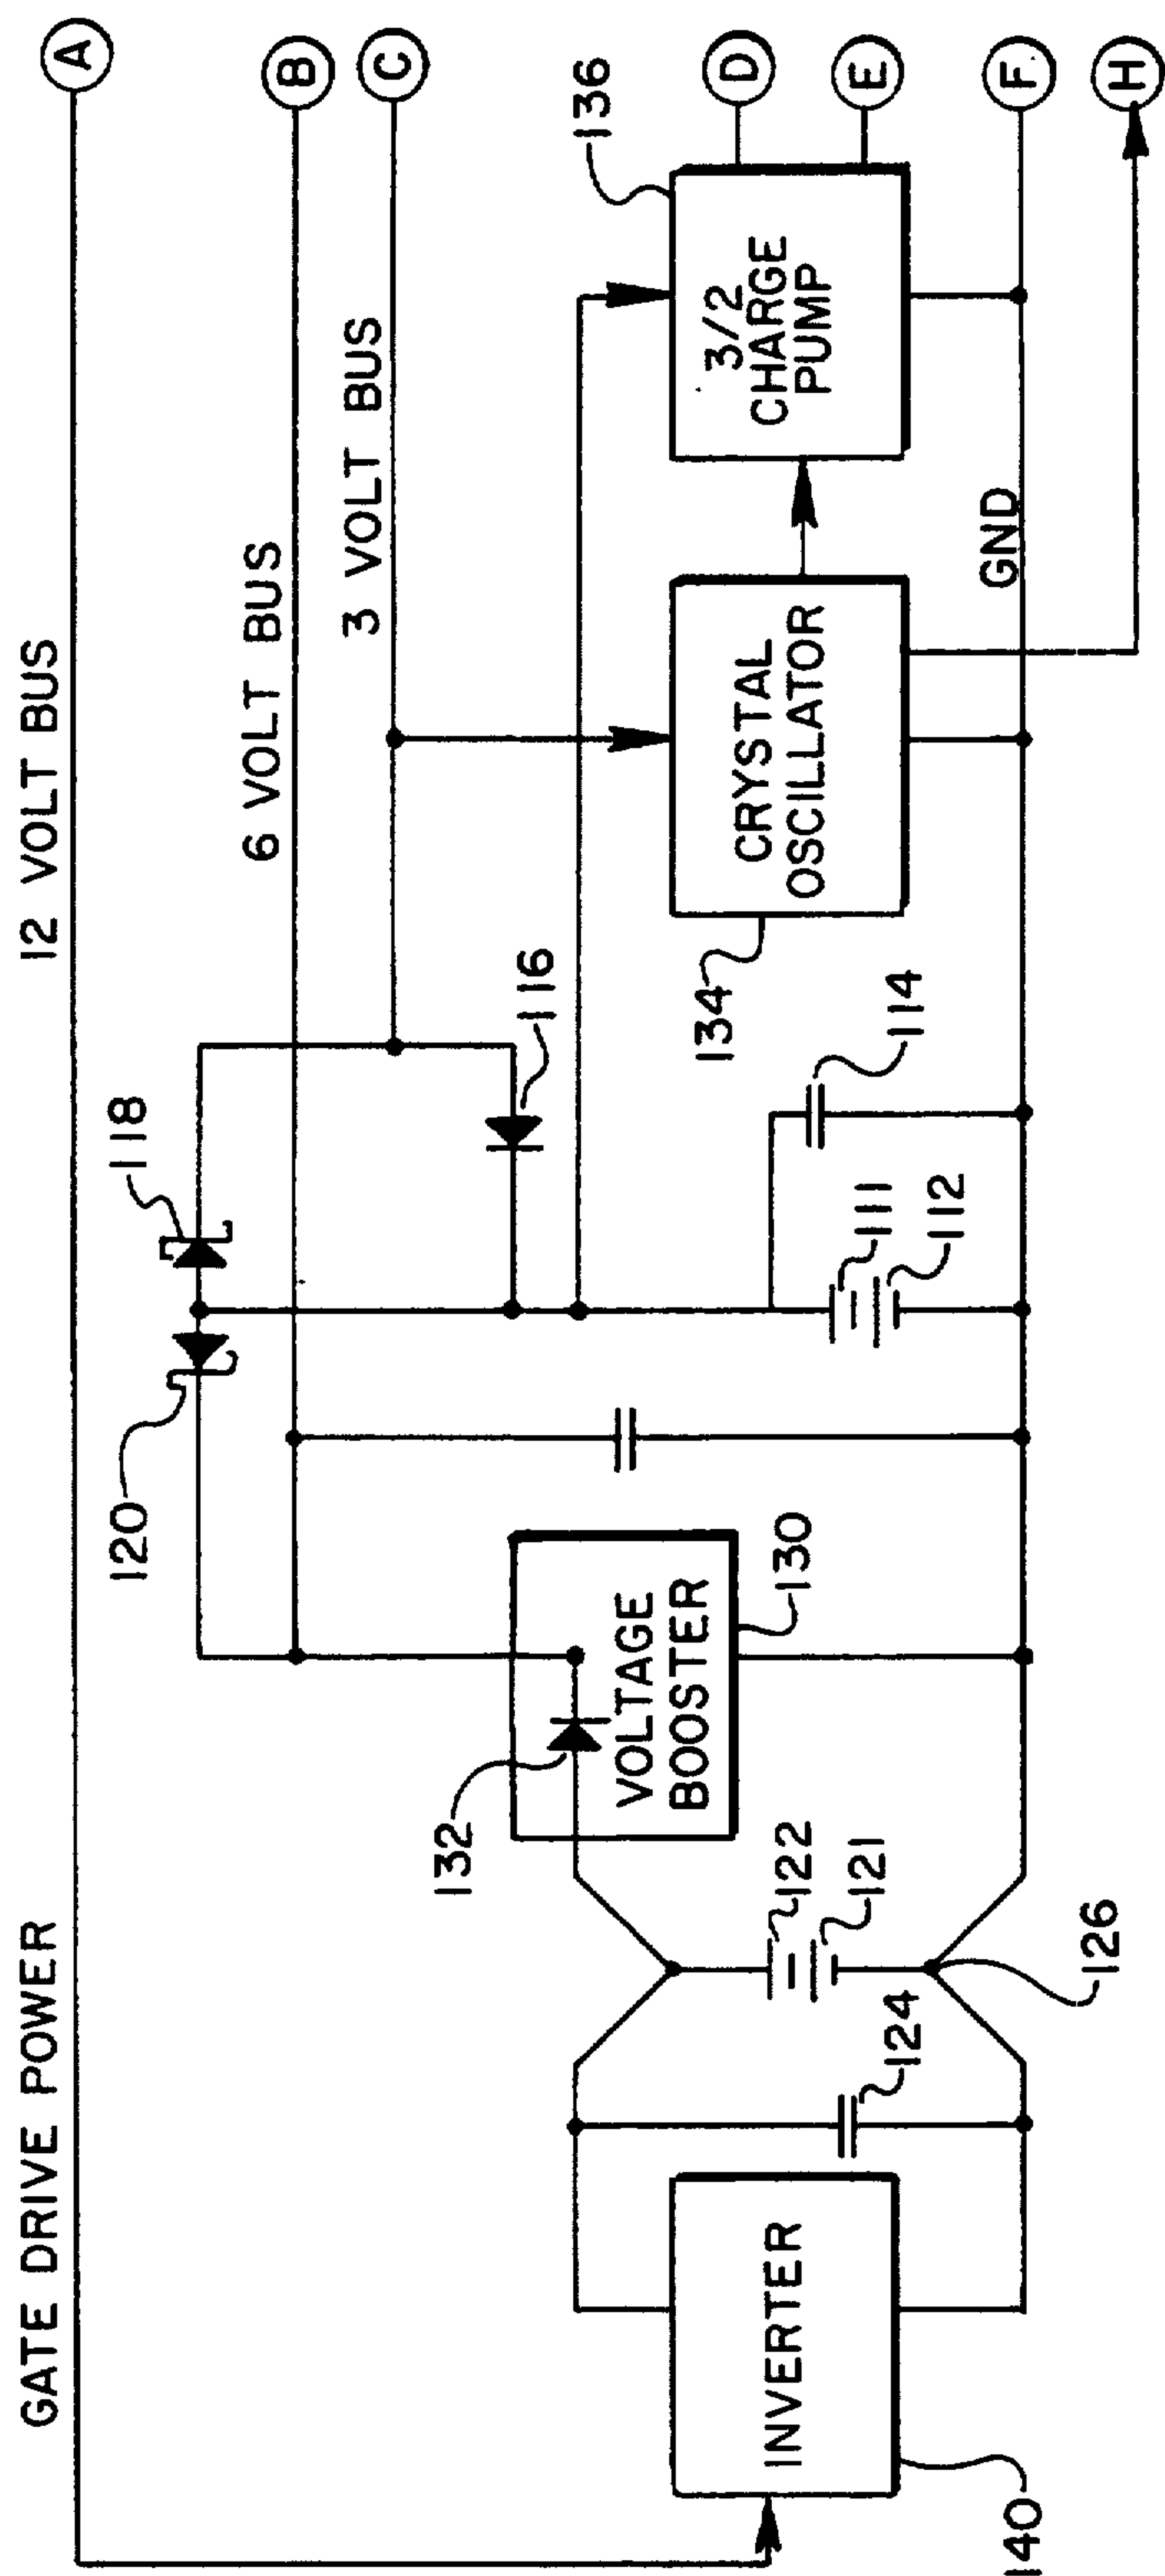 GATE DRIVE POWER
12 VOLT BUS
A
6 VOLT BUS
B
3 VOLT BUS
C
118
120
116
136
D
E
3/2
CHARGE
PUMP
132
VOLTAGE
BOOSTER
130
122
121
126
124
INVERTER
140
111
112
114
134
CRYSTAL
OSCILLATOR
GND
F
H